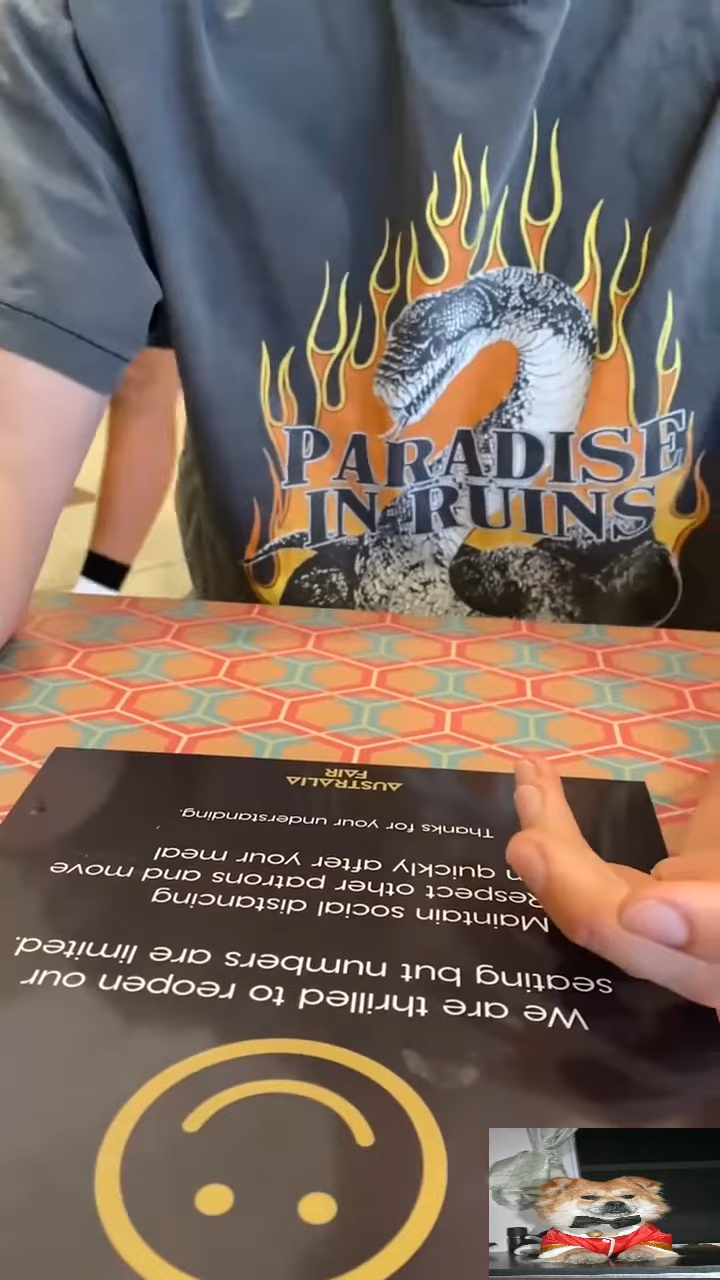 PARADISE
IN RUINS
We are thrilled to reopen our
seating but numbers are limited.
Maintain social distancing
Respect other patrons and move
quickly after your meal
Thanks for your understanding.
AUSTRALIA
FAIR